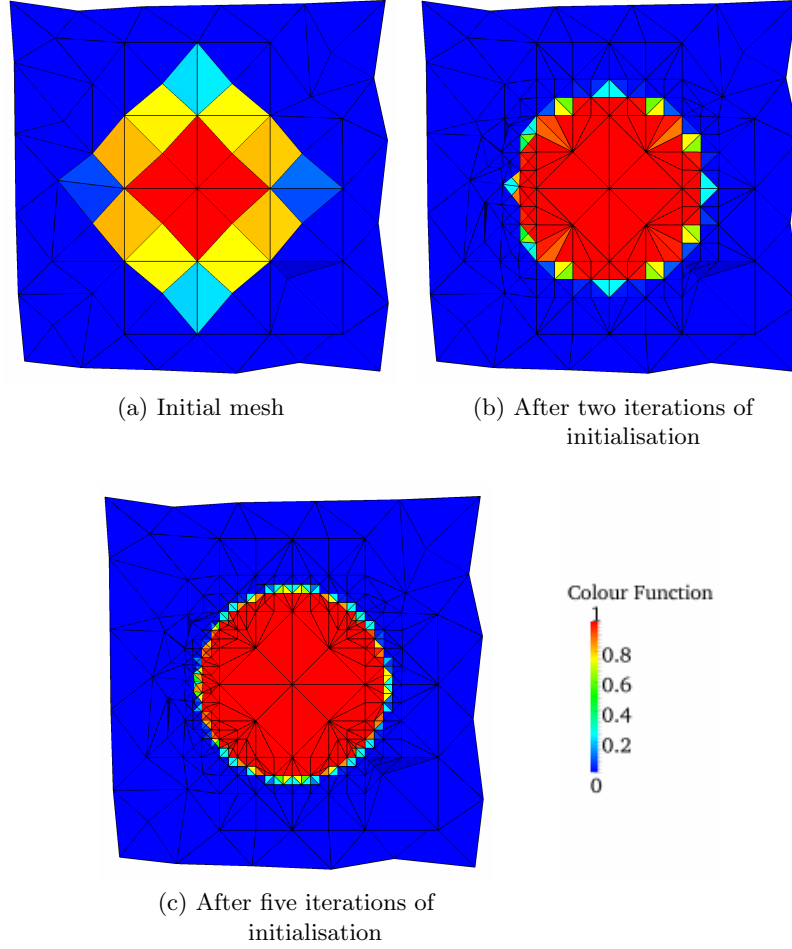 (a) Initial mesh
(b) After two iterations of
initialisation
Colour Function
1
0.8
0.6
0.4
0.2
0
(c) After five iterations of
initialisation